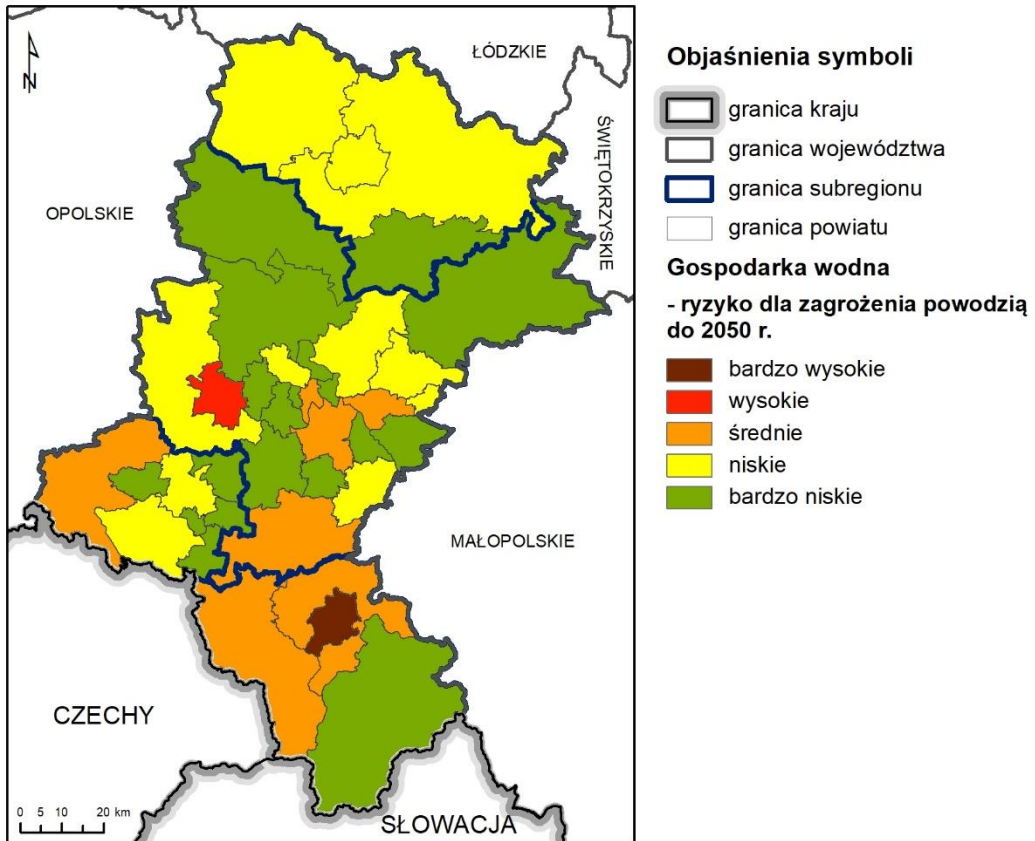 N
ŁÓDZKIE
ŚWIĘTOKRZYSKIE
OPOLSKIE
MAŁOPOLSKIE
CZECHY
SŁOWACJA
0 5 10 20 km
Objaśnienia symboli
granica kraju
granica województwa
granica subregionu
granica powiatu
Gospodarka wodna
- ryzyko dla zagrożenia powodzią
do 2050 r.
bardzo wysokie
wysokie
średnie
niskie
bardzo niskie